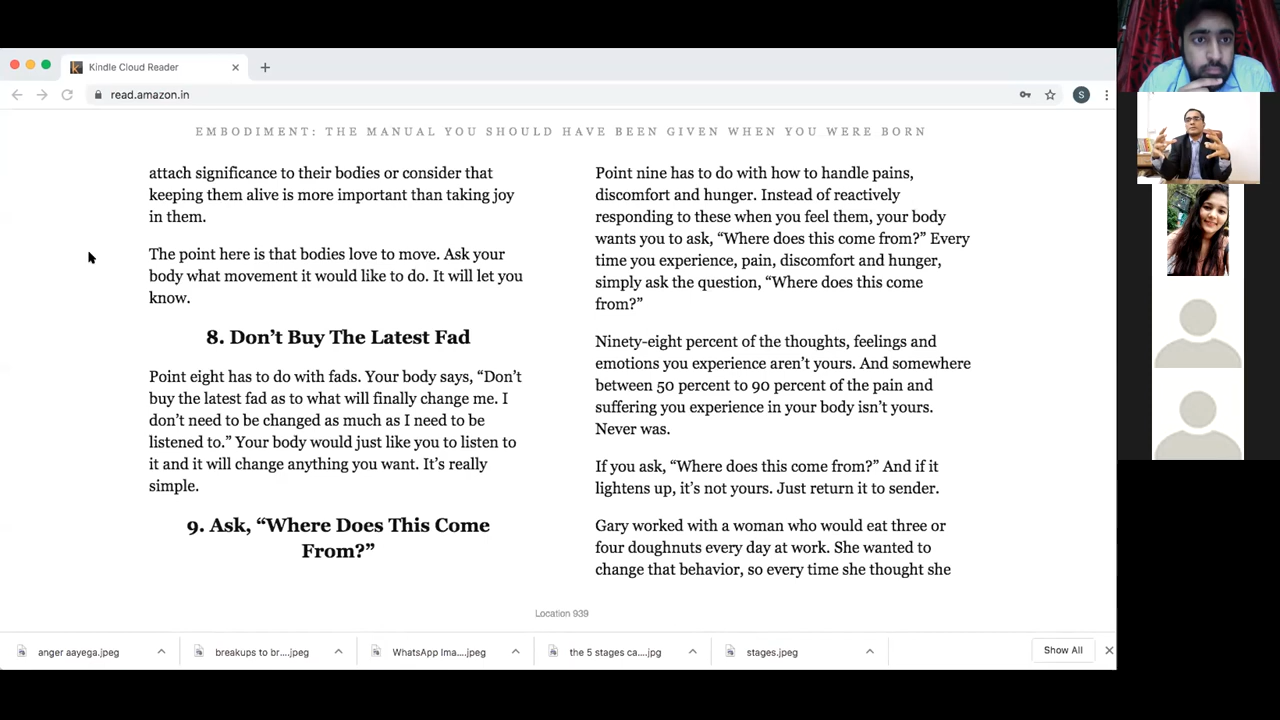 Kindle Cloud Reader
read.amazon.in
S
EMBODIMENT: THE MANUAL YOU SHOULD HAVE BEEN GIVEN WHEN YOU WERE BORN
attach significance to their bodies or consider that
keeping them alive is more important than taking joy
in them.
The point here is that bodies love to move. Ask your
body what movement it would like to do. It will let you
know.
8. Don’t Buy The Latest Fad
Point eight has to do with fads. Your body says, “Don’t
buy the latest fad as to what will finally change me. I
don’t need to be changed as much as I need to be
listened to.” Your body would just like you to listen to
it and it will change anything you want. It’s really
simple.
9. Ask, “Where Does This Come
From?”
Point nine has to do with how to handle pains,
discomfort and hunger. Instead of reactively
responding to these when you feel them, your body
wants you to ask, “Where does this come from?” Every
time you experience, pain, discomfort and hunger,
simply ask the question, “Where does this come
from?”
Ninety-eight percent of the thoughts, feelings and
emotions you experience aren’t yours. And somewhere
between 50 percent to 90 percent of the pain and
suffering you experience in your body isn’t yours.
Never was.
If you ask, “Where does this come from?” And if it
lightens up, it’s not yours. Just return it to sender.
Gary worked with a woman who would eat three or
four doughnuts every day at work. She wanted to
change that behavior, so every time she thought she
Location 939
anger aayega.jpeg
breakups to br....jpeg
WhatsApp Ima....jpeg
the 5 stages ca....jpg
stages.jpeg
Show All